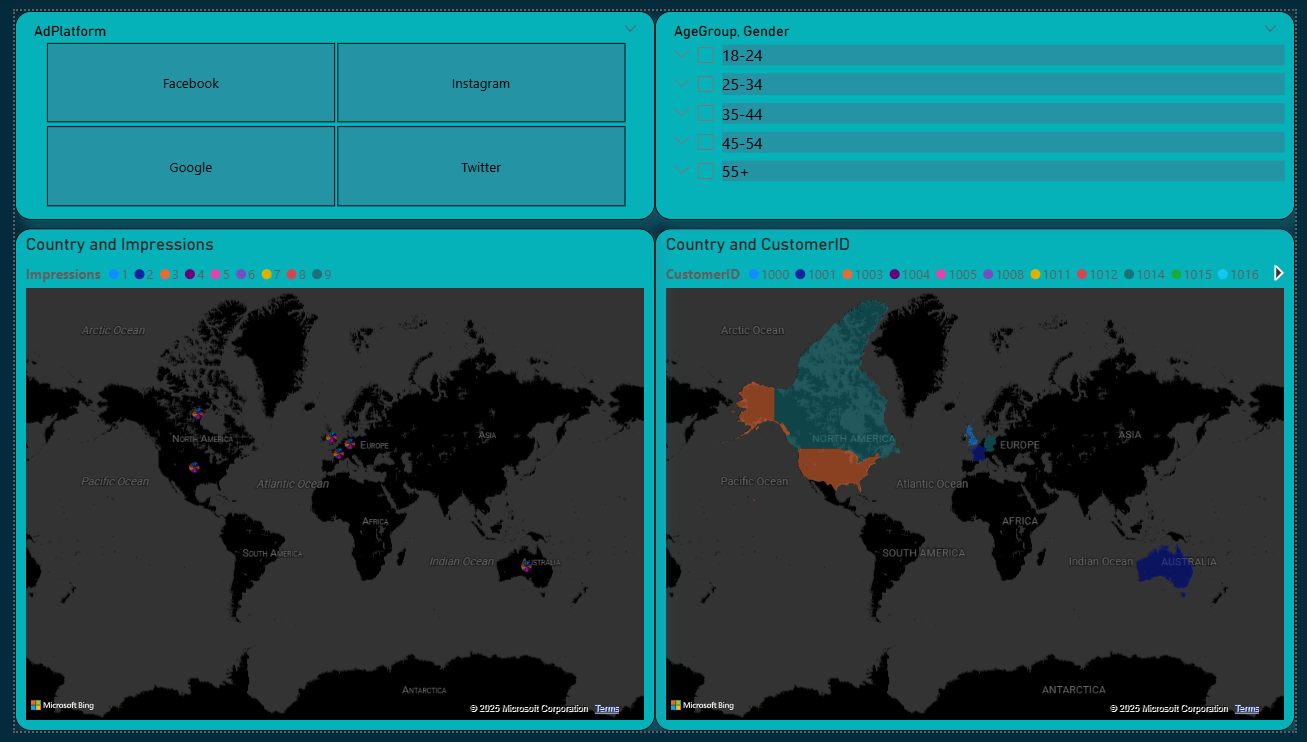 AdPlatform
Facebook
Instagram
Google
Twitter
AgeGroup, Gender
18-24
25-34
35-44
45-54
55+
Country and Impressions
Impressions 1 2 3 4 5 6 7 8 9
Arctic Ocean
North America
Europe
Asia
Pacific Ocean
Atlantic Ocean
Africa
South America
Indian Ocean
Australia
Antarctica
Microsoft Bing
© 2025 Microsoft Corporation Terms
Country and CustomerID
CustomerID 1000 1001 1003 1004 1005 1008 1011 1012 1014 1015 1016
Arctic Ocean
NORTH AMERICA
EUROPE
ASIA
Pacific Ocean
Atlantic Ocean
AFRICA
SOUTH AMERICA
Indian Ocean
AUSTRALIA
ANTARCTICA
Microsoft Bing
© 2025 Microsoft Corporation Terms